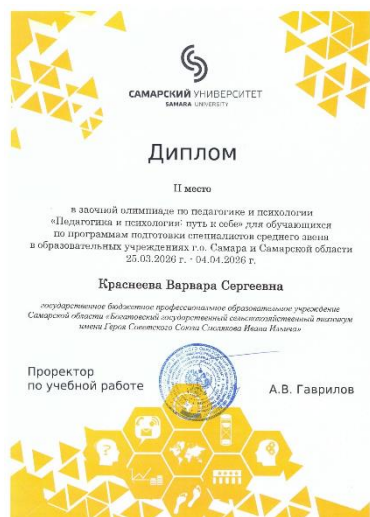 САМАРСКИЙ УНИВЕРСИТЕТ
SAMARA UNIVERSITY
Диплом
II место
в заочной олимпиаде по педагогике и психологии
«Педагогика и психология: путь к себе» для обучающихся
по программам подготовки специалистов среднего звена
в образовательных учреждениях г.о. Самара и Самарской области
25.03.2026 г. - 04.04.2026 г.
Краснеева Варвара Сергеевна
государственное бюджетное профессиональное образовательное учреждение
Самарской области «Богатовский государственный сельскохозяйственный техникум
имени Героя Советского Союза Смолякова Ивана Ильича»
Проректор
по учебной работе
А.В. Гаврилов